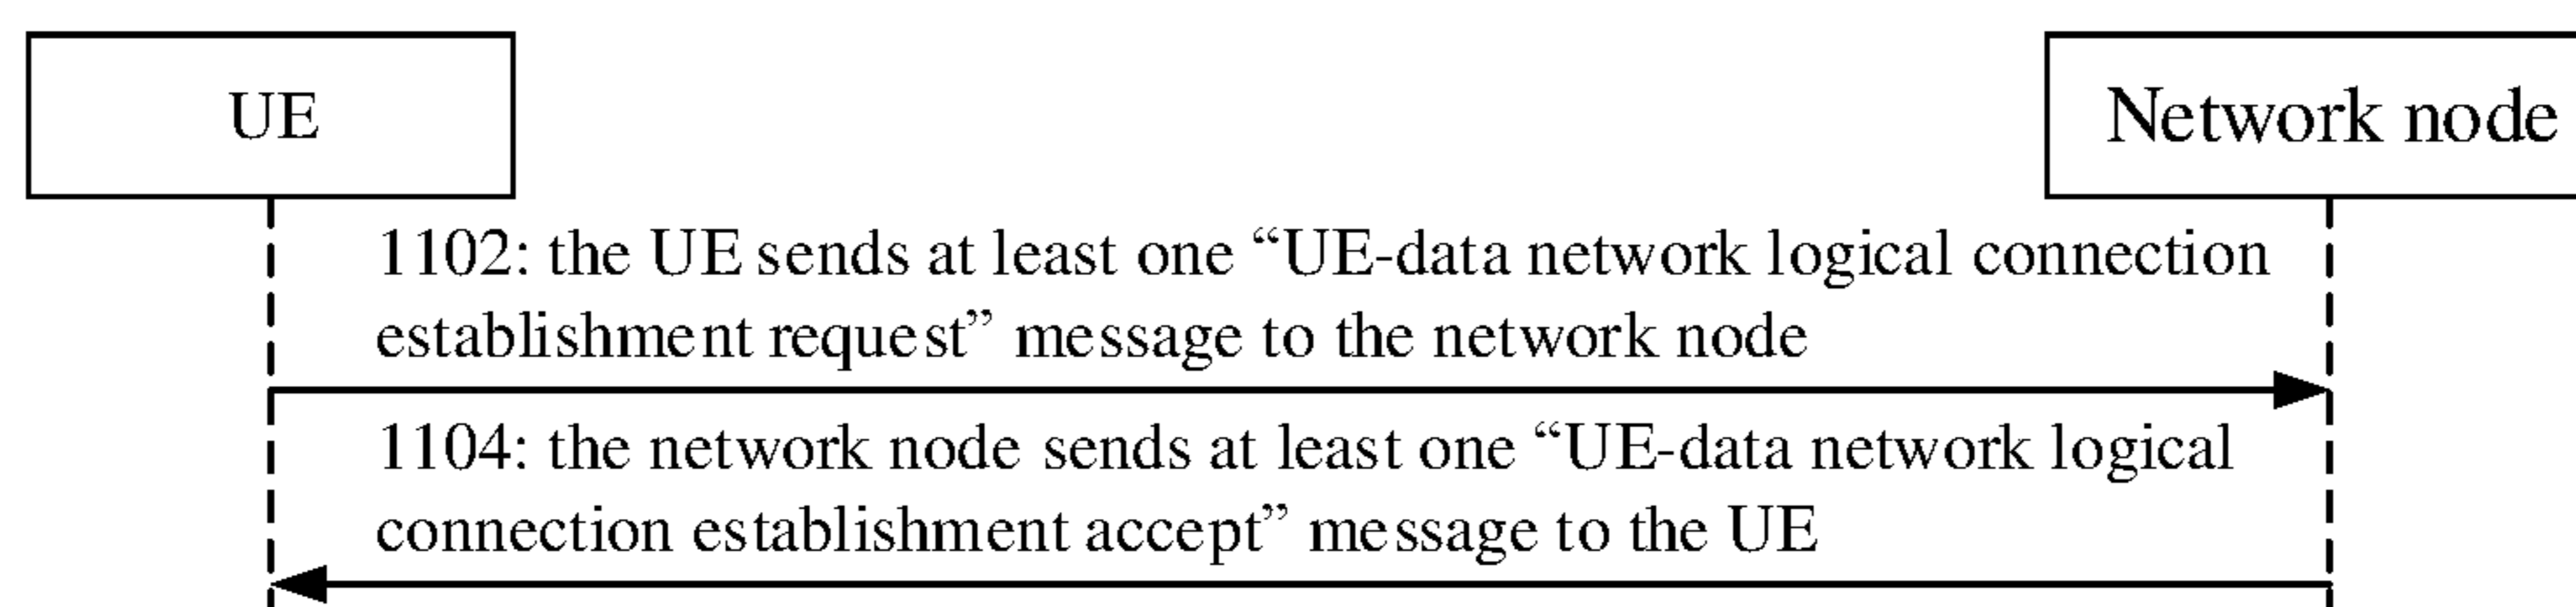 UE
Network node
1102: the UE sends at least one “UE-data network logical connection
establishment request” message to the network node
1104: the network node sends at least one “UE-data network logical
connection establishment accept” message to the UE